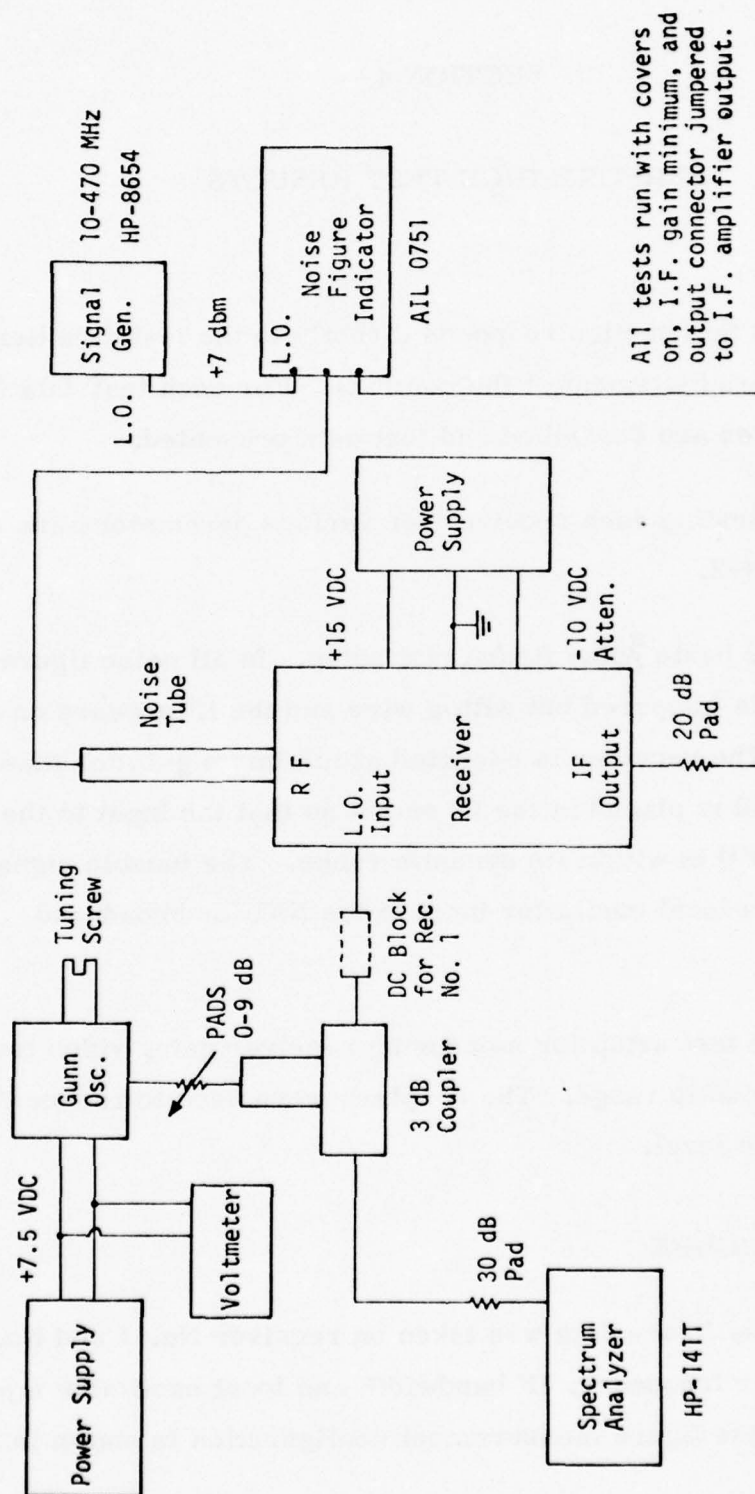 Power Supply
+7.5 VDC
Voltmeter
Gunn
Osc.
Tuning
Screw
PADS
0-9 dB
3 dB
Coupler
30 dB
Pad
Spectrum
Analyzer
HP-141T
DC Block
for Rec.
No. 1
Noise
Tube
R F
L.O.
Input
Receiver
IF
Output
20 dB
Pad
+15 VDC
Power
Supply
-10 VDC
Atten.
Signal
Gen.
10-470 MHz
HP-8654
L.O.
+7 dbm
L.O.
Noise
Figure
Indicator
AIL 0751
All tests run with covers
on, I.F. gain minimum, and
output connector jumpered
to I.F. amplifier output.